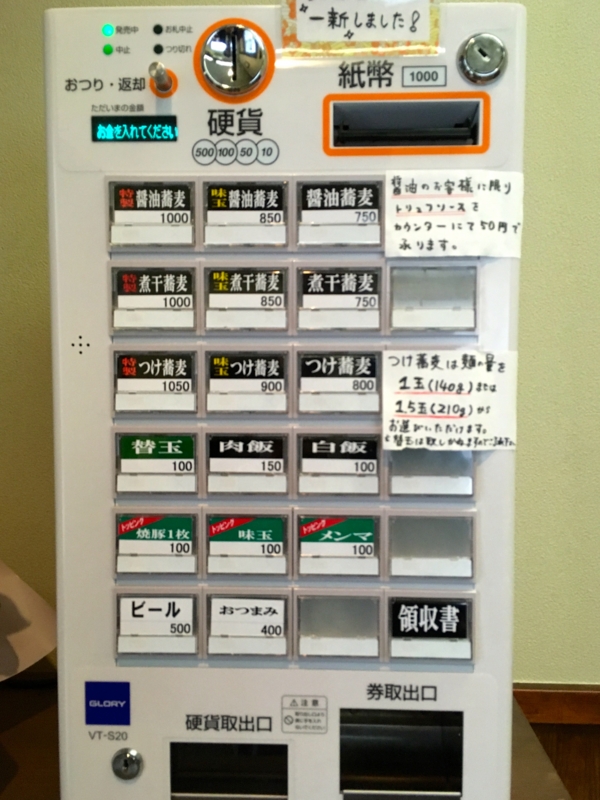 一新しました!
発売中
お札中止
中止
つり切れ
おつり・返却
ただいまの金額
お金を入れてください
硬貨
500 100 50 10
紙幣 1000
特製 醤油蕎麦 1000
味玉 醤油蕎麦 850
醤油蕎麦 750
醤油のお客様に限り
トリュフソースを
カウンターにて50円で
承ります。
特製 煮干蕎麦 1000
味玉 煮干蕎麦 850
煮干蕎麦 750
特製 つけ蕎麦 1050
味玉 つけ蕎麦 900
つけ蕎麦 800
つけ蕎麦は麺の量を
1玉(140g)または
1.5玉(210g)から
お選びいただけます。
替玉 100
肉飯 150
白飯 100
トッピング 焼豚1枚 100
トッピング 味玉 100
トッピング メンマ 100
ビール 500
おつまみ 400
領収書
GLORY
VT-S20
硬貨取出口
注意
券取出口